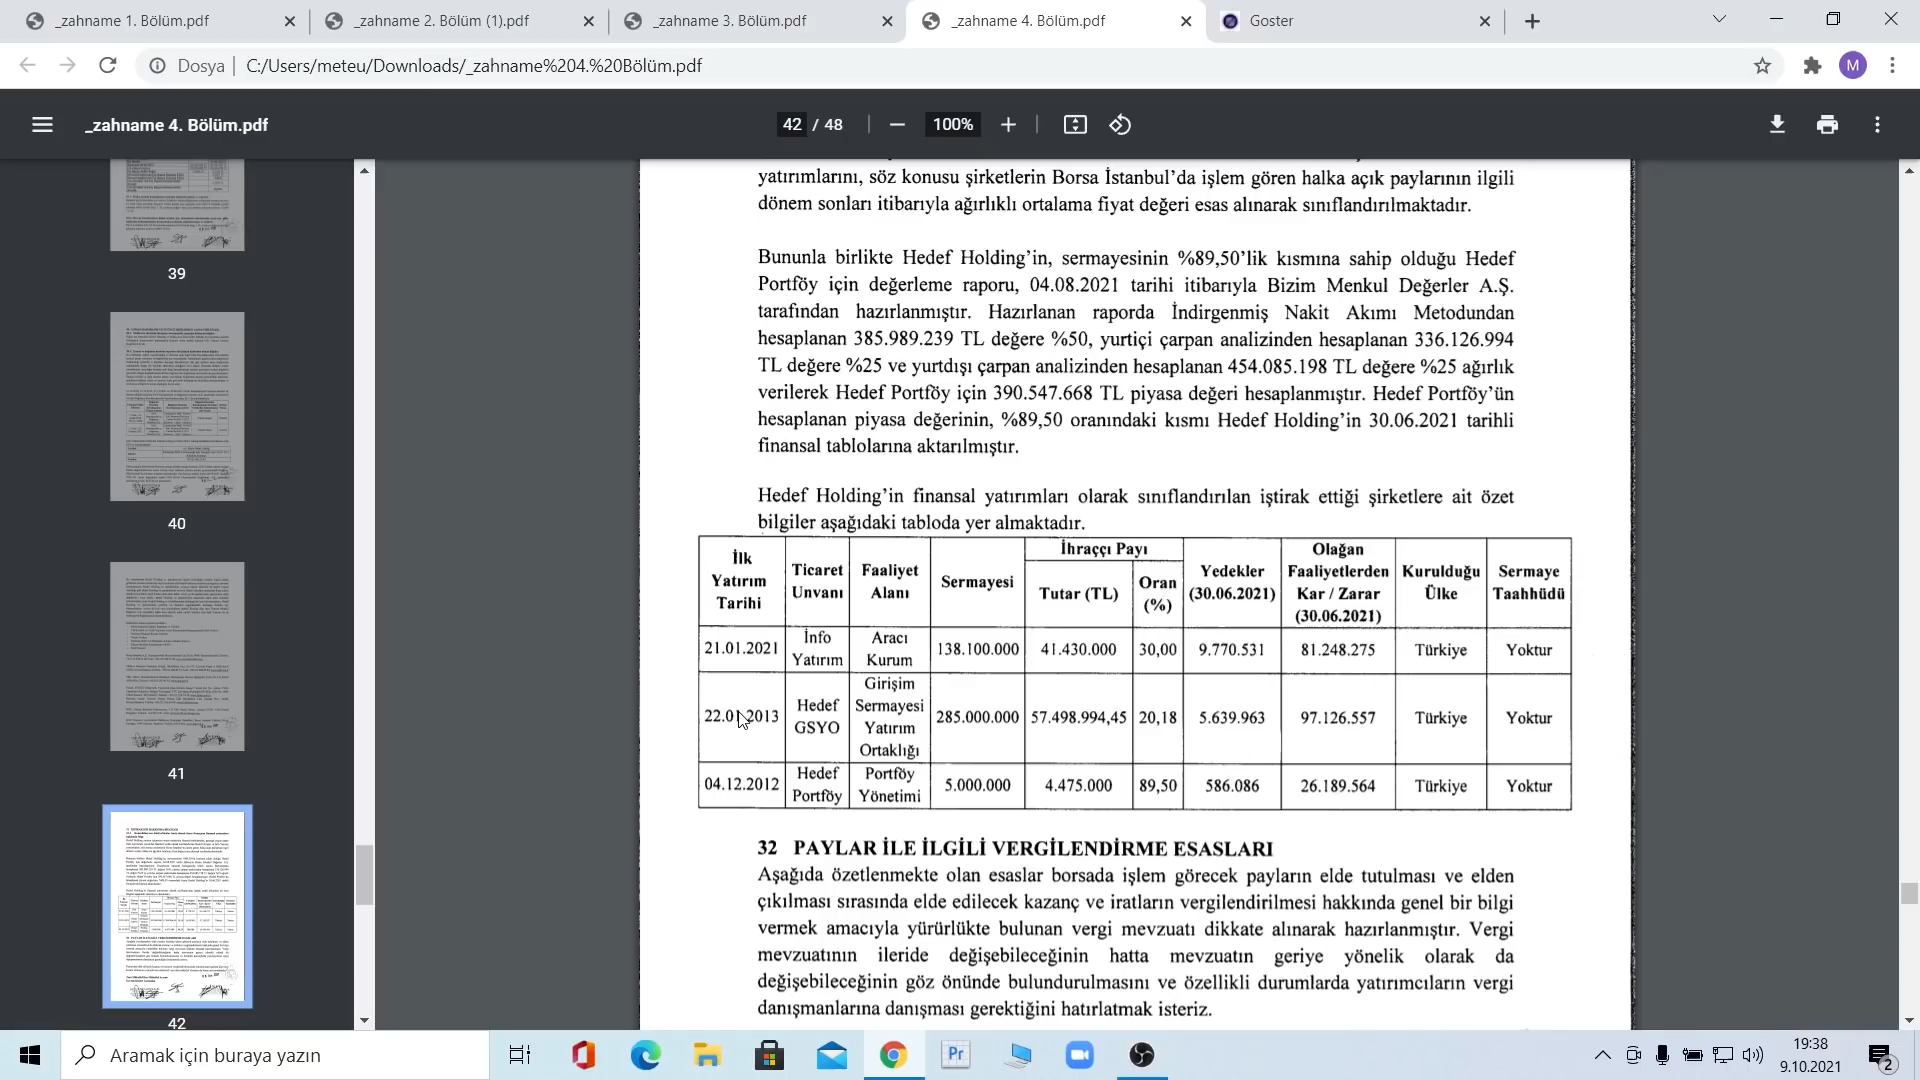 _zahname 1. Bölüm.pdf
_zahname 2. Bölüm (1).pdf
_zahname 3. Bölüm.pdf
_zahname 4. Bölüm.pdf
Goster
Dosya
C:/Users/meteu/Downloads/_zahname%204.%20Bölüm.pdf
M
_zahname 4. Bölüm.pdf
42 / 48
100%
39
40
41
42
yatırımlarını, söz konusu şirketlerin Borsa İstanbul'da işlem gören halka açık paylarının ilgili
dönem sonları itibarıyla ağırlıklı ortalama fiyat değeri esas alınarak sınıflandırılmaktadır.
Bununla birlikte Hedef Holding'in, sermayesinin %89,50'lik kısmına sahip olduğu Hedef
Portföy için değerleme raporu, 04.08.2021 tarihi itibarıyla Bizim Menkul Değerler A.Ş.
tarafından hazırlanmıştır. Hazırlanan raporda İndirgenmiş Nakit Akımı Metodundan
hesaplanan 385.989.239 TL değere %50, yurtiçi çarpan analizinden hesaplanan 336.126.994
TL değere %25 ve yurtdışı çarpan analizinden hesaplanan 454.085.198 TL değere %25 ağırlık
verilerek Hedef Portföy için 390.547.668 TL piyasa değeri hesaplanmıştır. Hedef Portföy'ün
hesaplanan piyasa değerinin, %89,50 oranındaki kısmı Hedef Holding'in 30.06.2021 tarihli
finansal tablolarına aktarılmıştır.
Hedef Holding'in finansal yatırımları olarak sınıflandırılan iştirak ettiği şirketlere ait özet
bilgiler aşağıdaki tabloda yer almaktadır.
İlk Yatırım Tarihi
Ticaret Unvanı
Faaliyet Alanı
Sermayesi
İhraççı Payı
Tutar (TL)
Oran (%)
Yedekler (30.06.2021)
Olağan Faaliyetlerden Kar / Zarar (30.06.2021)
Kurulduğu Ülke
Sermaye Taahhüdü
21.01.2021 İnfo Yatırım Aracı Kurum 138.100.000 41.430.000 30,00 9.770.531 81.248.275 Türkiye Yoktur
22.01.2013 Hedef GSYO Girişim Sermayesi Yatırım Ortaklığı 285.000.000 57.498.994,45 20,18 5.639.963 97.126.557 Türkiye Yoktur
04.12.2012 Hedef Portföy Portföy Yönetimi 5.000.000 4.475.000 89,50 586.086 26.189.564 Türkiye Yoktur
32 PAYLAR İLE İLGİLİ VERGİLENDİRME ESASLARI
Aşağıda özetlenmekte olan esaslar borsada işlem görecek payların elde tutulması ve elden
çıkılması sırasında elde edilecek kazanç ve iratların vergilendirilmesi hakkında genel bir bilgi
vermek amacıyla yürürlükte bulunan vergi mevzuatı dikkate alınarak hazırlanmıştır. Vergi
mevzuatının ileride değişebileceğinin hatta mevzuatın geriye yönelik olarak da
değişebileceğinin göz önünde bulundurulmasını ve özellikli durumlarda yatırımcıların vergi
danışmanlarına danışması gerektiğini hatırlatmak isteriz.
Aramak için buraya yazın
Pr
19:38
9.10.2021
2